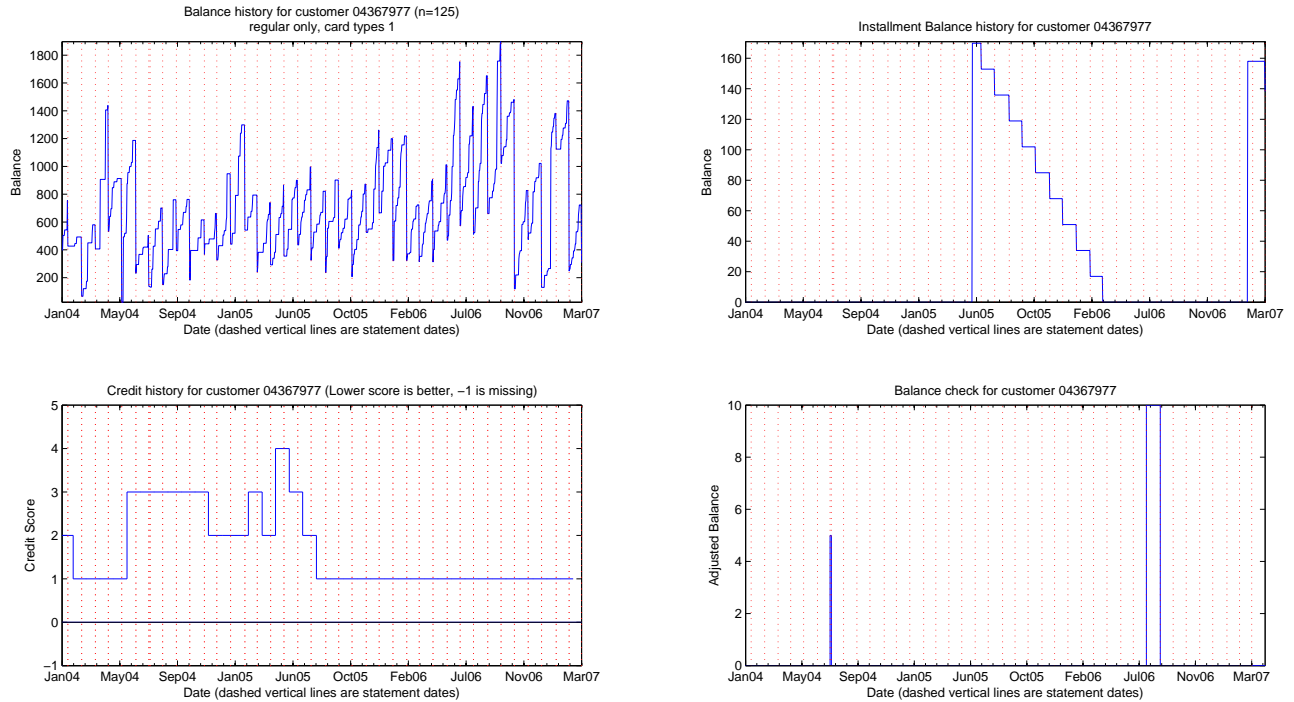 Balance history for customer 04367977 (n=125)
regular only, card types 1
1800
1600
1400
1200
1000
800
600
400
200
Balance
Jan04 May04 Sep04 Jan05 Jun05 Oct05 Feb06 Jul06 Nov06 Mar07
Date (dashed vertical lines are statement dates)
Installment Balance history for customer 04367977
160
140
120
100
80
60
40
20
0
Balance
Jan04 May04 Sep04 Jan05 Jun05 Oct05 Feb06 Jul06 Nov06 Mar07
Date (dashed vertical lines are statement dates)
Credit history for customer 04367977 (Lower score is better, −1 is missing)
5
4
3
2
1
0
−1
Credit Score
Jan04 May04 Sep04 Jan05 Jun05 Oct05 Feb06 Jul06 Nov06 Mar07
Date (dashed vertical lines are statement dates)
Balance check for customer 04367977
10
8
6
4
2
0
Adjusted Balance
Jan04 May04 Sep04 Jan05 Jun05 Oct05 Feb06 Jul06 Nov06 Mar07
Date (dashed vertical lines are statement dates)